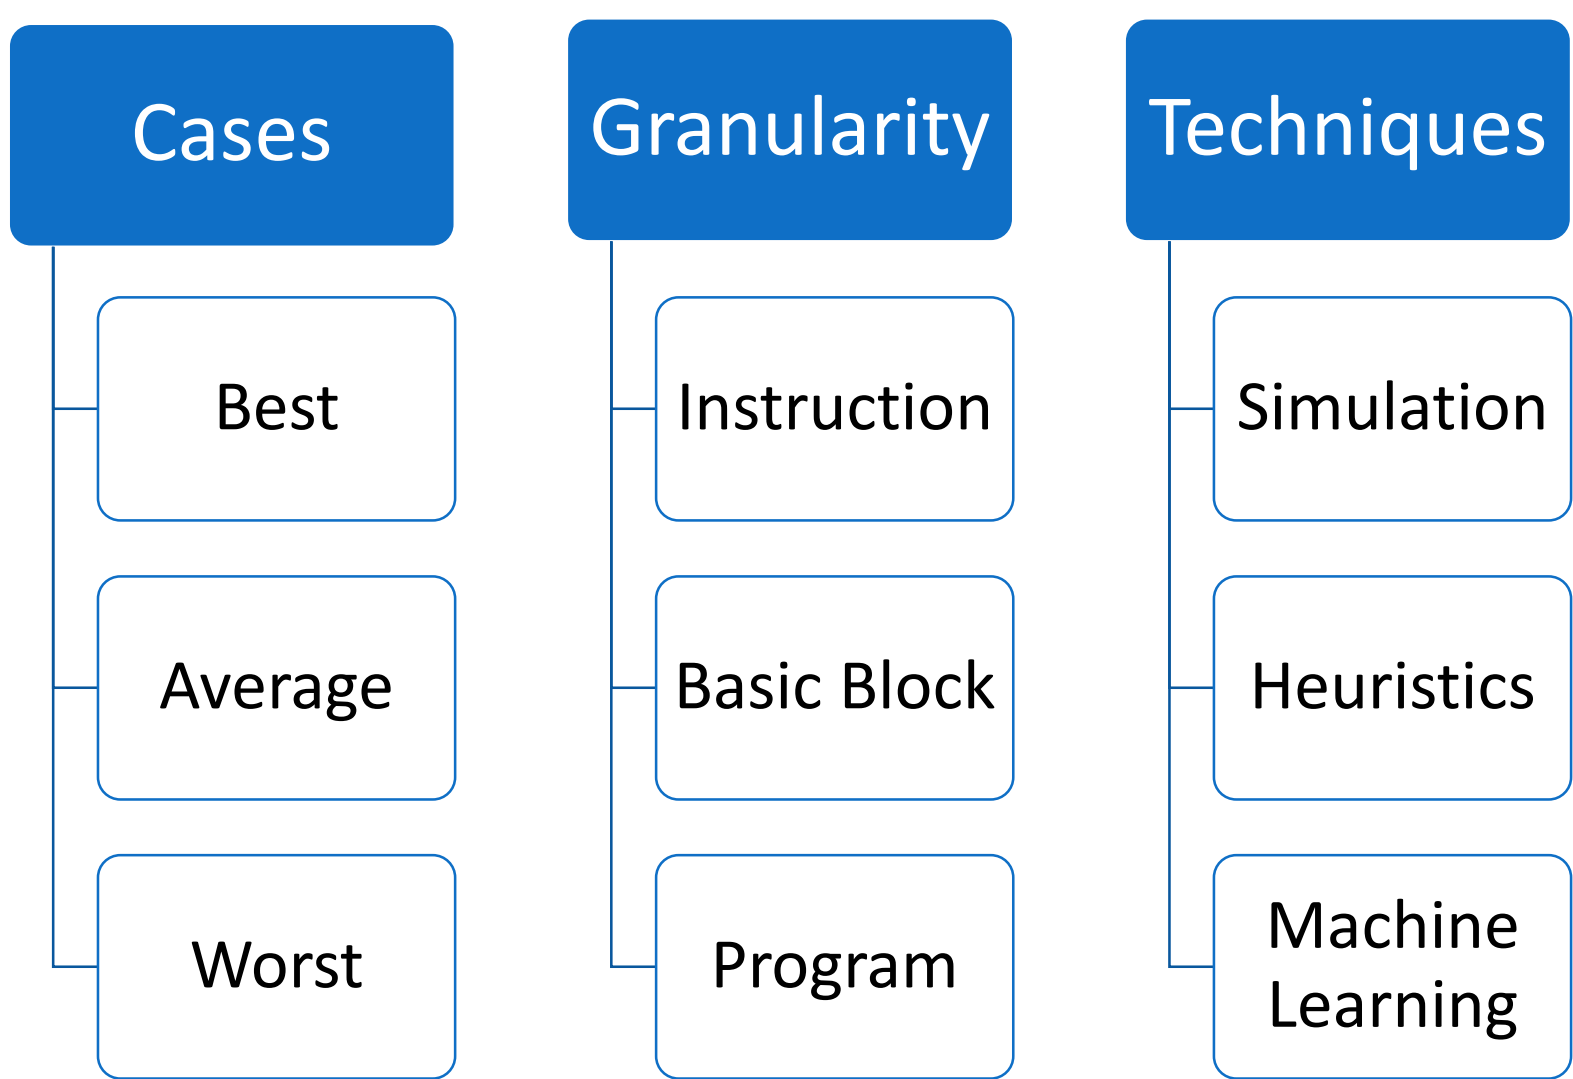 Cases
Best
Average
Worst
Granularity
Instruction
Basic Block
Program
Techniques
Simulation
Heuristics
Machine
Learning